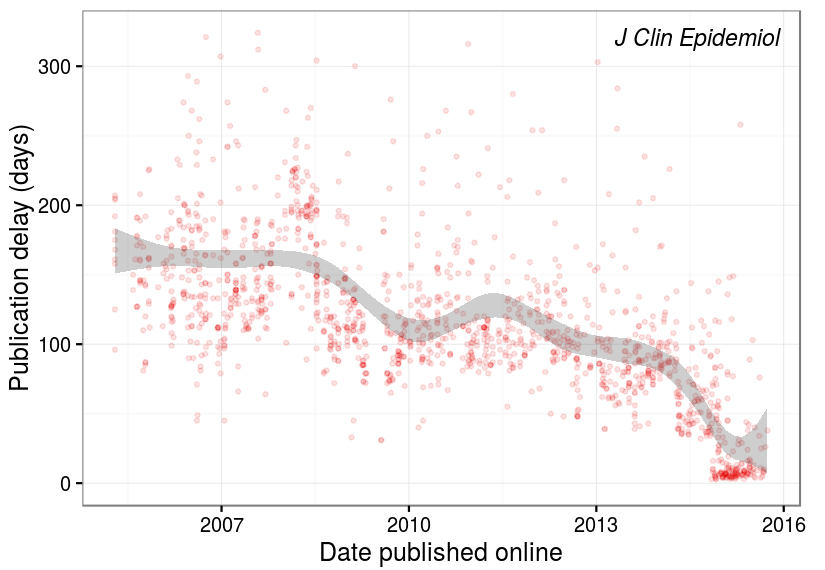 J Clin Epidemiol
Publication delay (days)
300
200
100
0
2007 2010 2013 2016
Date published online